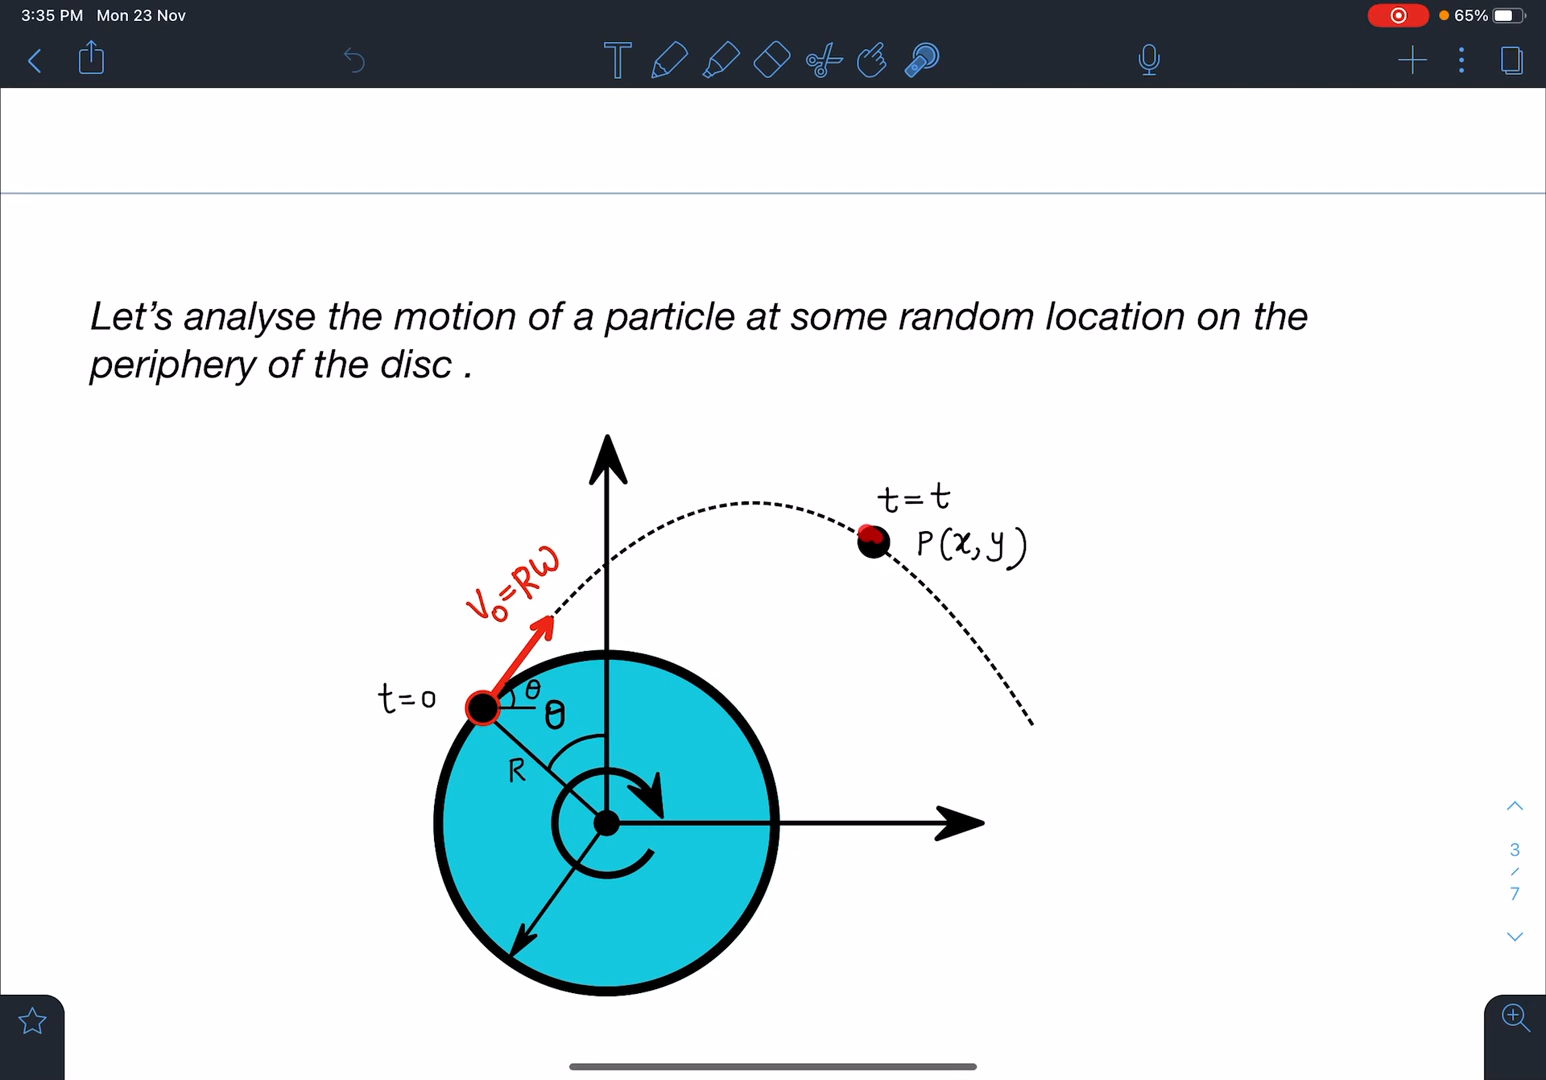 3:35 PM Mon 23 Nov
65%
Let's analyse the motion of a particle at some random location on the
periphery of the disc .
t=t
P(x,y)
V₀=Rω
t=0
θ
θ
R
3
/
7